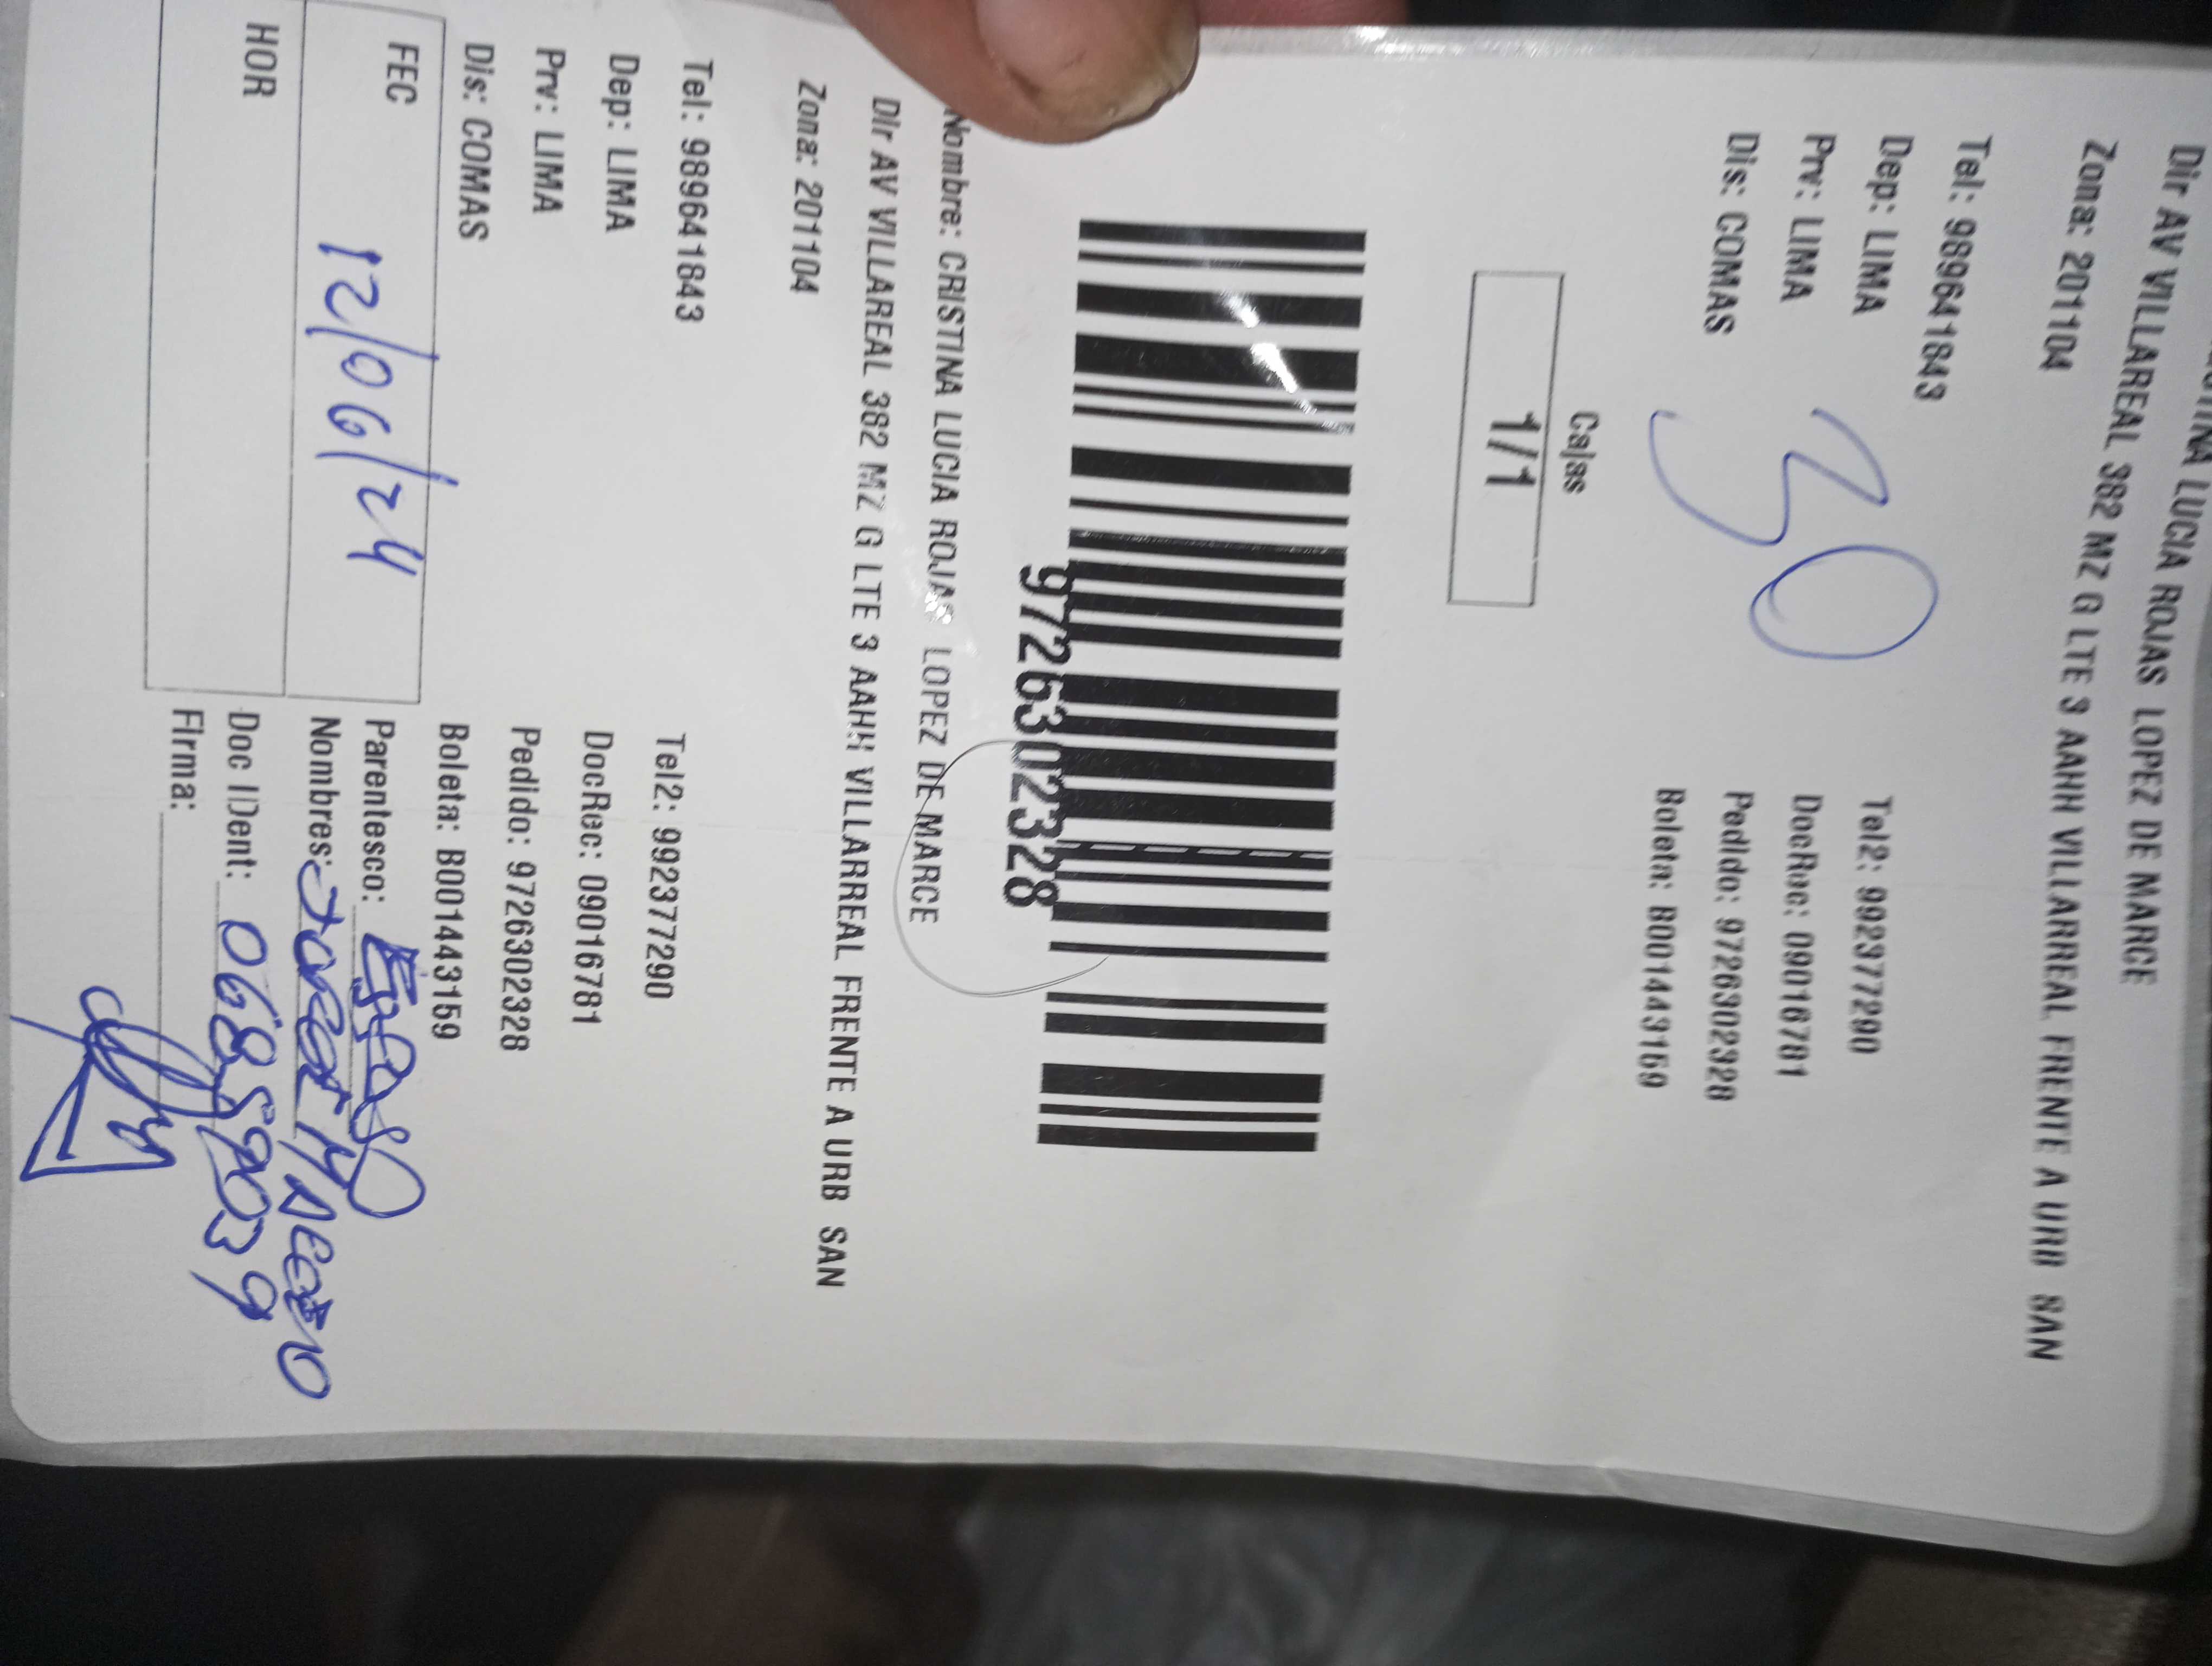 LUCIA ROJAS LOPEZ DE MARCE
Dir AV VILLAREAL 382 MZ G LTE 3 AAHH VILLARREAL FRENTE A URB SAN
Zona: 201104
Tel: 989641843 Tel2: 992377290
Dep: LIMA DocRec: 09016781
Prv: LIMA Pedido: 9726302328
Dis: COMAS Boleta: B001443159
30
Cajas
1/1
9726302328
Nombre: CRISTINA LUCIA ROJAS LOPEZ DE MARCE
Dir AV VILLAREAL 382 MZ G LTE 3 AAHH VILLARREAL FRENTE A URB SAN
Zona: 201104
Tel: 989641843 Tel2: 992377290
Dep: LIMA DocRec: 09016781
Prv: LIMA Pedido: 9726302328
Dis: COMAS Boleta: B001443159
FEC 12/06/24 Parentesco: Esposo
HOR Nombres: Jorge
Doc IDent:
Firma: